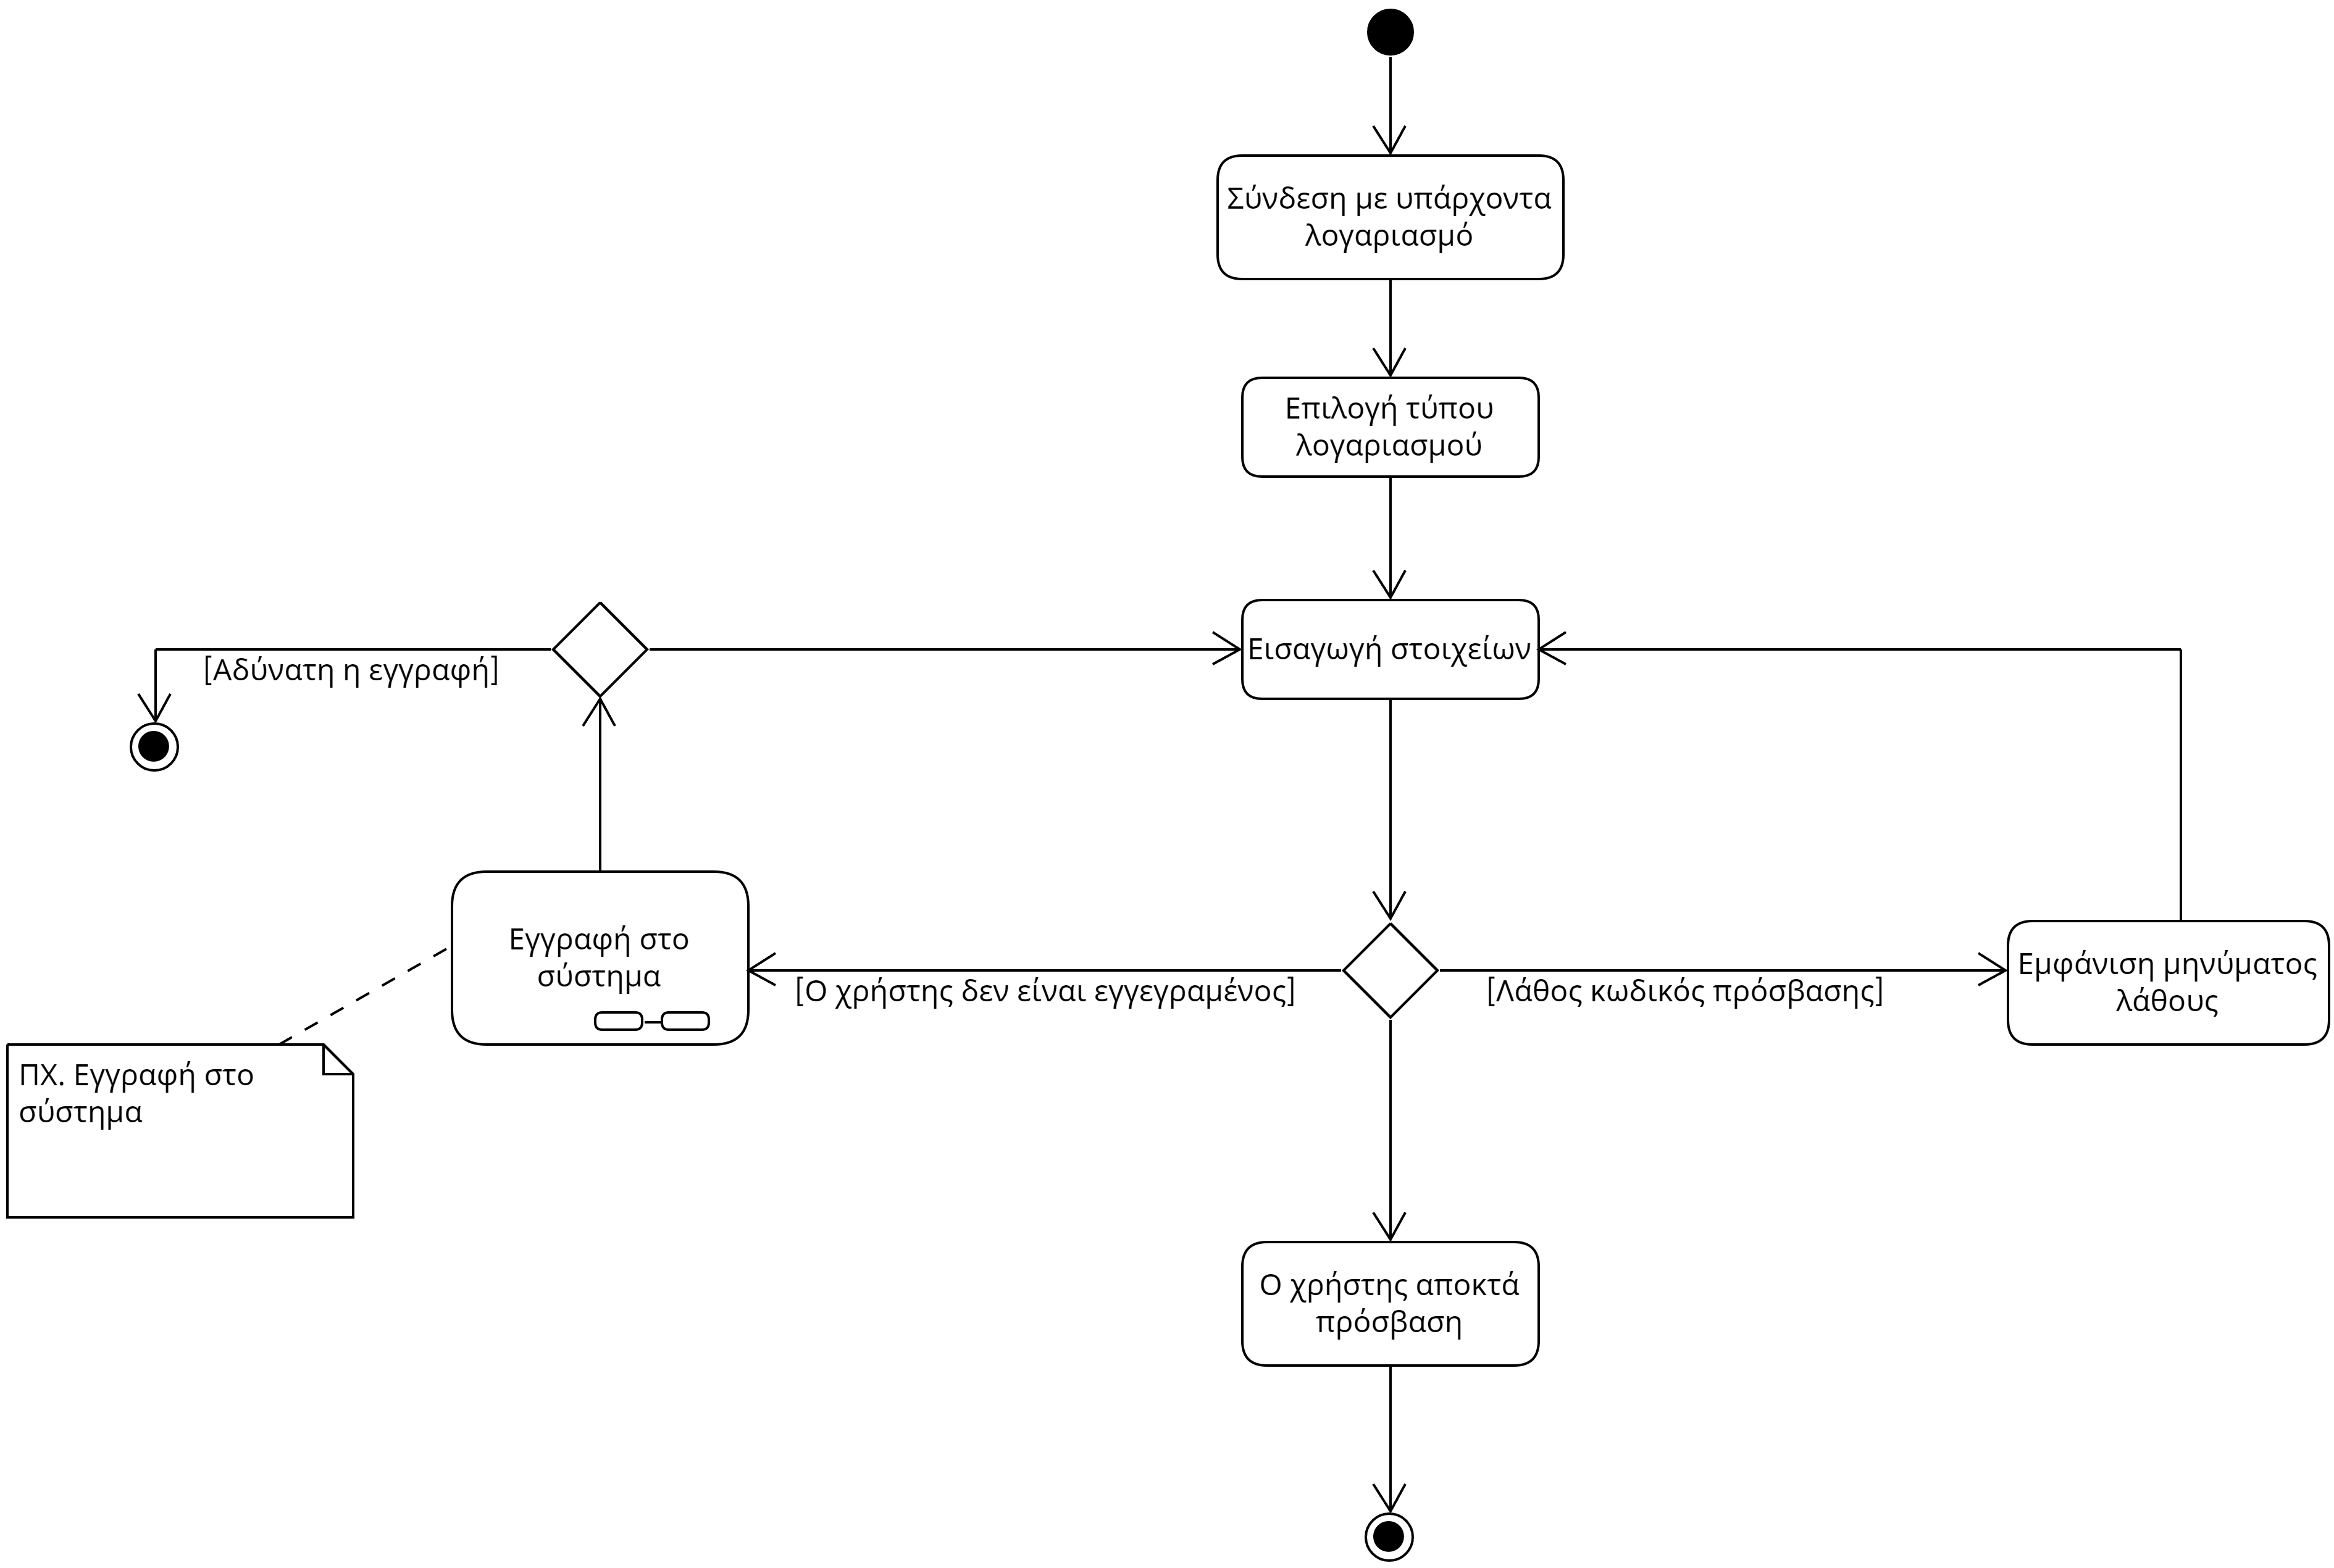 Σύνδεση με υπάρχοντα
λογαριασμό
Επιλογή τύπου
λογαριασμού
Εισαγωγή στοιχείων
[Αδύνατη η εγγραφή]
Εγγραφή στο
σύστημα
[Ο χρήστης δεν είναι εγγεγραμένος]
[Λάθος κωδικός πρόσβασης]
Εμφάνιση μηνύματος
λάθους
ΠΧ. Εγγραφή στο
σύστημα
Ο χρήστης αποκτά
πρόσβαση